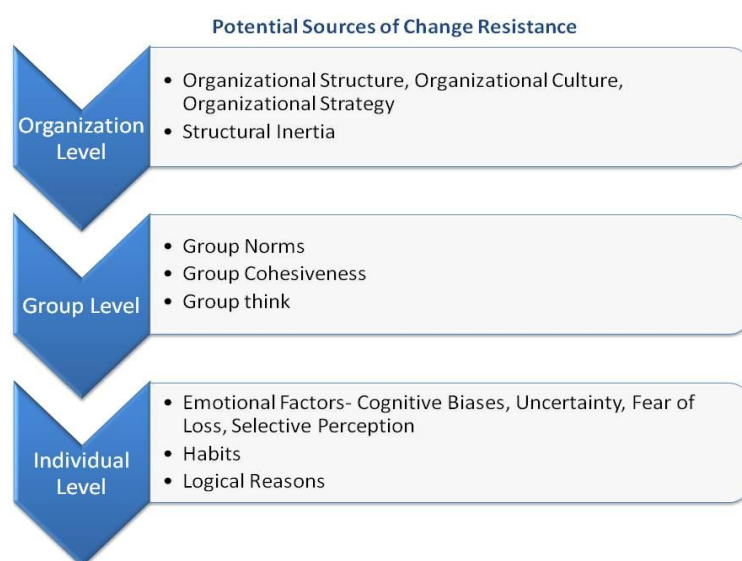 Potential Sources of Change Resistance
Organization
Level
• Organizational Structure, Organizational Culture,
Organizational Strategy
• Structural Inertia
Group Level
• Group Norms
• Group Cohesiveness
• Group think
Individual
Level
• Emotional Factors- Cognitive Biases, Uncertainty, Fear of
Loss, Selective Perception
• Habits
• Logical Reasons